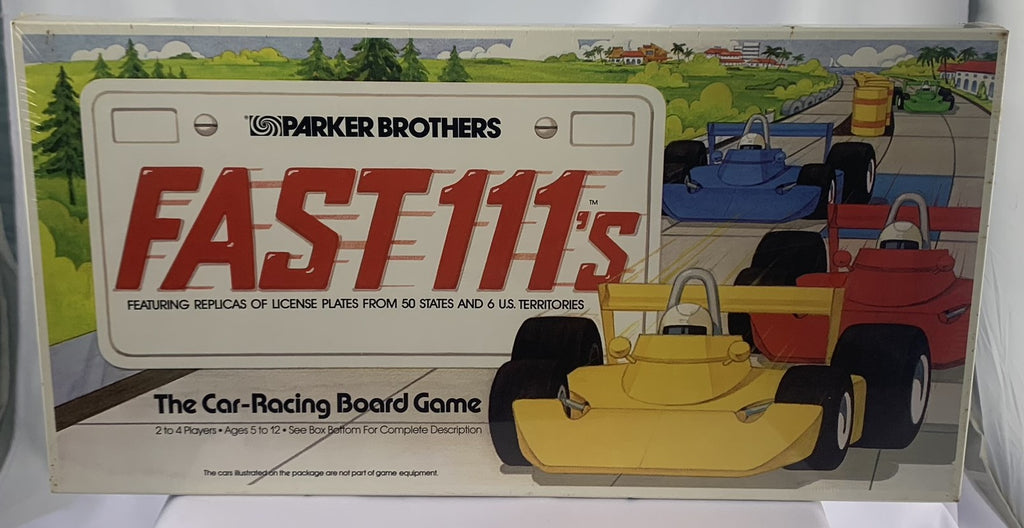 PARKER BROTHERS
FAST 111's™
FEATURING REPLICAS OF LICENSE PLATES FROM 50 STATES AND 6 U.S. TERRITORIES
The Car-Racing Board Game
2 to 4 Players • Ages 5 to 12 • See Box Bottom For Complete Description
The cars illustrated on the package are not part of game equipment.